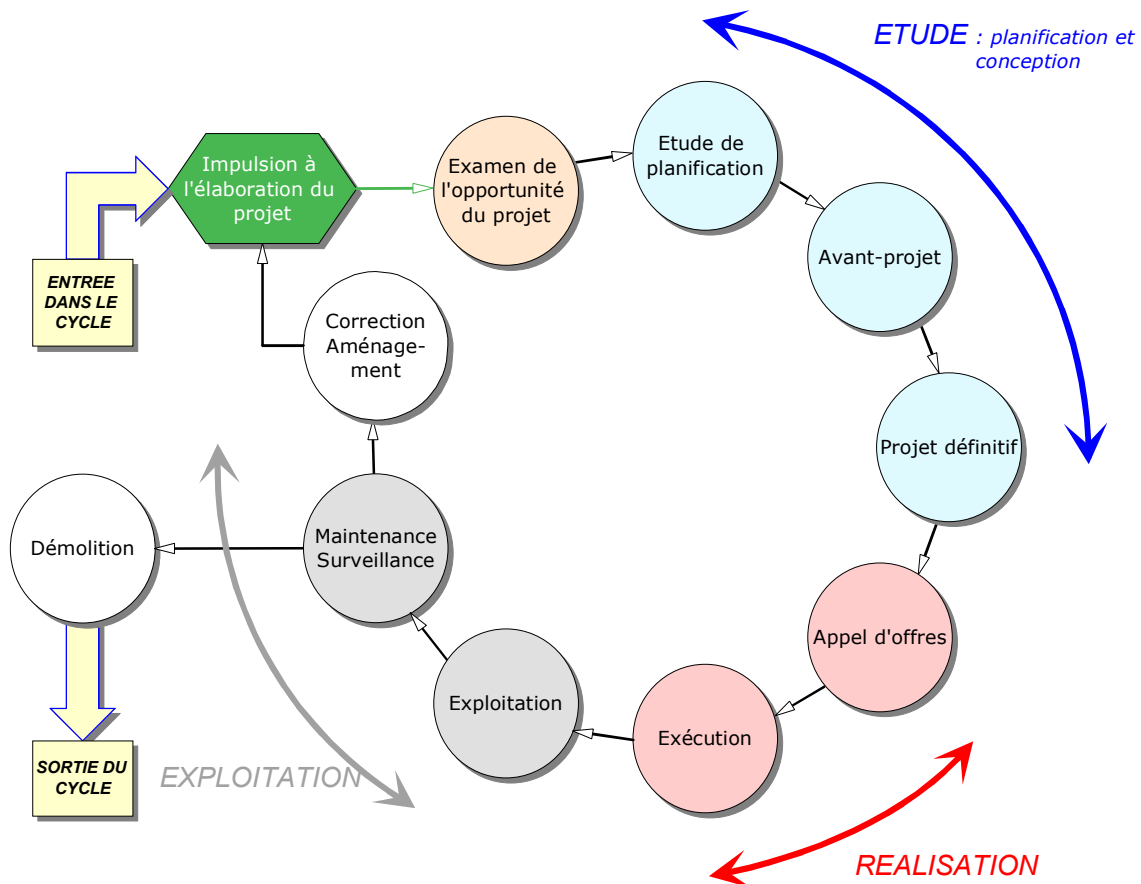 ETUDE : planification et
conception
Impulsion à
l'élaboration du
projet
Examen de
l'opportunité
du projet
Etude de
planification
Avant-projet
ENTREE
DANS LE
CYCLE
Correction
Aménage-
ment
Projet définitif
Démolition
Maintenance
Surveillance
Appel d'offres
Exploitation
Exécution
SORTIE DU
CYCLE
EXPLOITATION
REALISATION